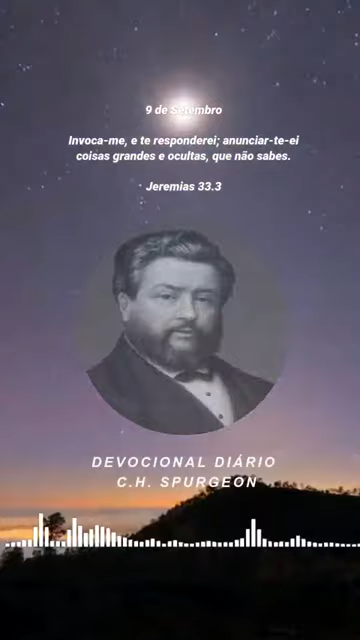 9 de Setembro
Invoca-me, e te responderei; anunciar-te-ei
coisas grandes e ocultas, que não sabes.
Jeremias 33.3
DEVOCIONAL DIÁRIO
C.H. SPURGEON